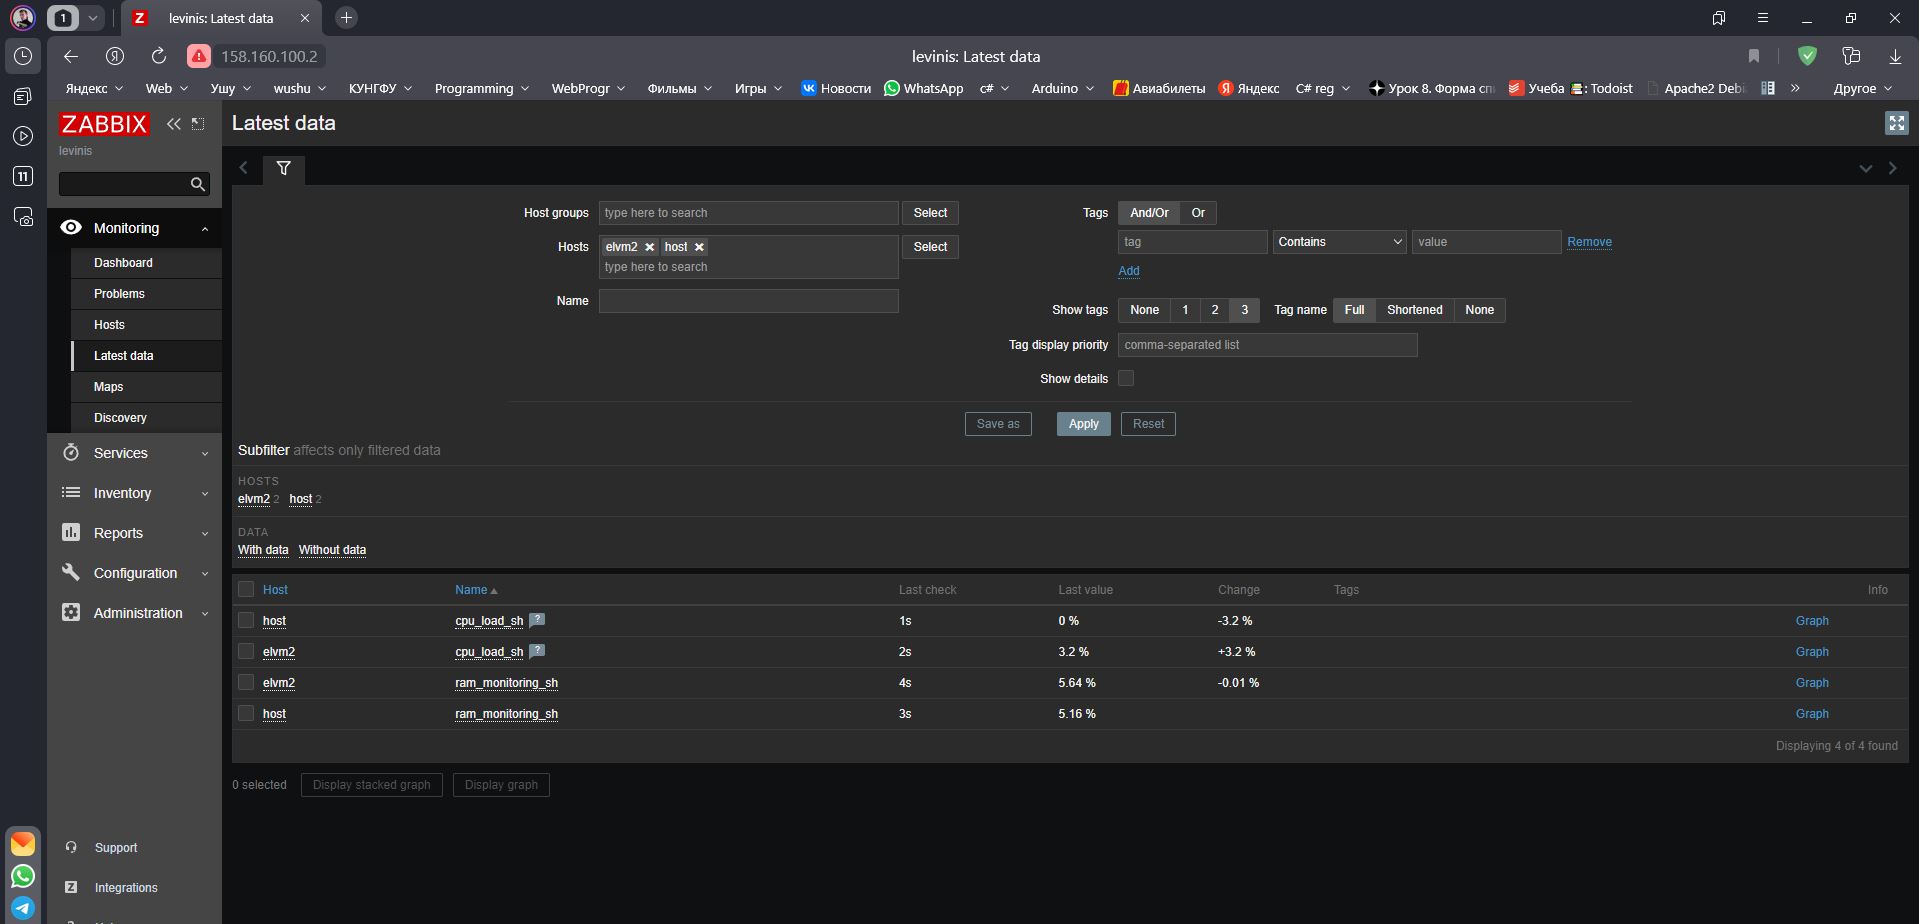 1
levinis: Latest data
158.160.100.2
levinis: Latest data
Яндекс
Web
Ушу
wushu
КУНГФУ
Programming
WebProgr
Фильмы
Игры
Новости
WhatsApp
c#
Arduino
Авиабилеты
Яндекс
C# reg
Урок 8. Форма
Учеба
Todoist
Apache2
Другое
11
ZABBIX
levinis
Latest data
Monitoring
Dashboard
Problems
Hosts
Latest data
Maps
Discovery
Services
Inventory
Reports
Configuration
Administration
Support
Integrations
Host groups type here to search Select
Hosts elvm2 host Select
type here to search
Name
Tags And/Or Or
tag Contains value Remove
Add
Show tags None 1 2 3 Tag name Full Shortened None
Tag display priority comma-separated list
Show details
Save as Apply Reset
Subfilter affects only filtered data
HOSTS
elvm2 2 host 2
DATA
With data Without data
Host Name Last check Last value Change Tags Info
host cpu_load_sh ? 1s 0 % -3.2 % Graph
elvm2 cpu_load_sh ? 2s 3.2 % +3.2 % Graph
elvm2 ram_monitoring_sh 4s 5.64 % -0.01 % Graph
host ram_monitoring_sh 3s 5.16 % Graph
Displaying 4 of 4 found
0 selected Display stacked graph Display graph